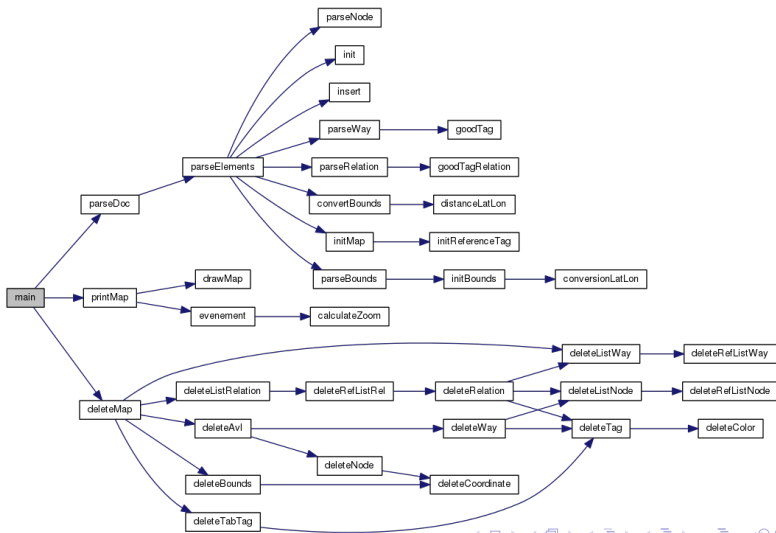 parseNode
init
insert
parseWay
goodTag
parseElements
parseRelation
goodTagRelation
parseDoc
convertBounds
distanceLatLon
initMap
initReferenceTag
parseBounds
initBounds
conversionLatLon
main
printMap
drawMap
evenement
calculateZoom
deleteListWay
deleteRefListWay
deleteListRelation
deleteRefListRel
deleteRelation
deleteListNode
deleteRefListNode
deleteMap
deleteAvl
deleteWay
deleteTag
deleteColor
deleteNode
deleteBounds
deleteCoordinate
deleteTabTag